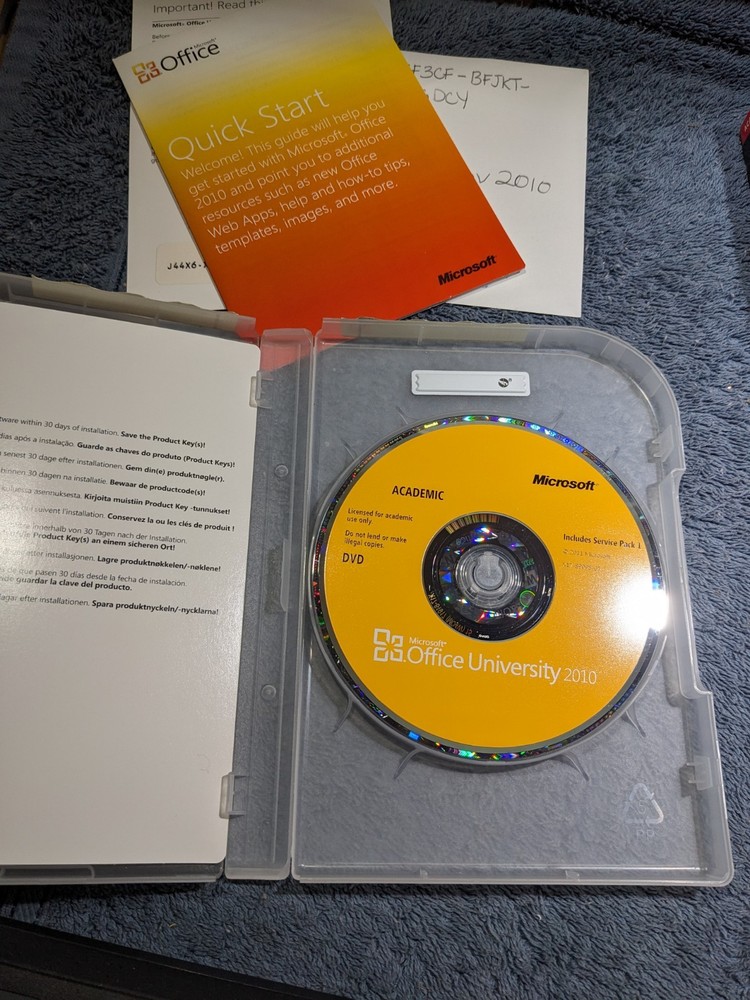 Important! Read
Microsoft® Office
Before
Microsoft®
Office
F3CF-BFJKT-
DCY
2010
Quick Start
Welcome! This guide will help you
get started with Microsoft® Office
2010 and point you to additional
resources such as new Office
Web Apps, help and how-to tips,
templates, images, and more.
J44X6-
Microsoft®
tware within 30 days of installation. Save the Product Key(s)!
dias após a instalação. Guarde as chaves do produto (Product Keys)!
senest 30 dage efter installationen. Gem din(e) produktnøgle(r).
binnen 30 dagen na installatie. Bewaar de productcode(s)!
kuluessa asennuksesta. Kirjoita muistiin Product Key -tunnukset!
suivent l'installation. Conservez la ou les clés de produit !
innerhalb von 30 Tagen nach der Installation.
Product Key(s) an einem sicheren Ort!
etter installasjonen. Lagre produktnøkkelen/-nøklene!
de que pasen 30 días desde la fecha de instalación.
guardar la clave del producto.
dagar efter installationen. Spara produktnyckeln/-nycklarna!
Microsoft®
ACADEMIC
Licensed for academic
use only.
Do not lend or make
illegal copies.
DVD
Includes Service Pack 1
Microsoft®
Office University 2010
PP